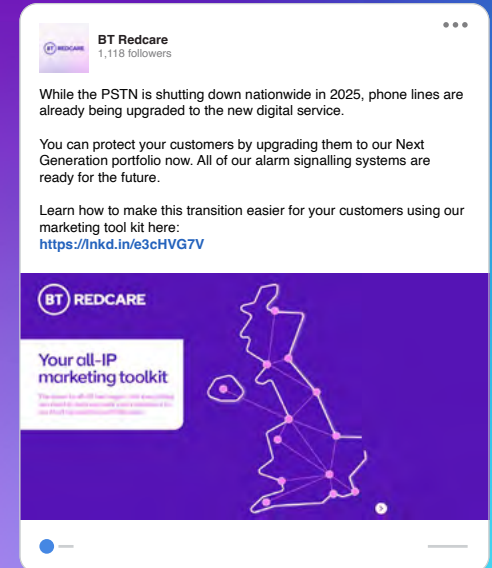 BT REDCARE
BT Redcare
1,118 followers
While the PSTN is shutting down nationwide in 2025, phone lines are
already being upgraded to the new digital service.
You can protect your customers by upgrading them to our Next
Generation portfolio now. All of our alarm signalling systems are
ready for the future.
Learn how to make this transition easier for your customers using our
marketing tool kit here:
https://lnkd.in/e3cHVG7V
BT REDCARE
Your all-IP
marketing toolkit